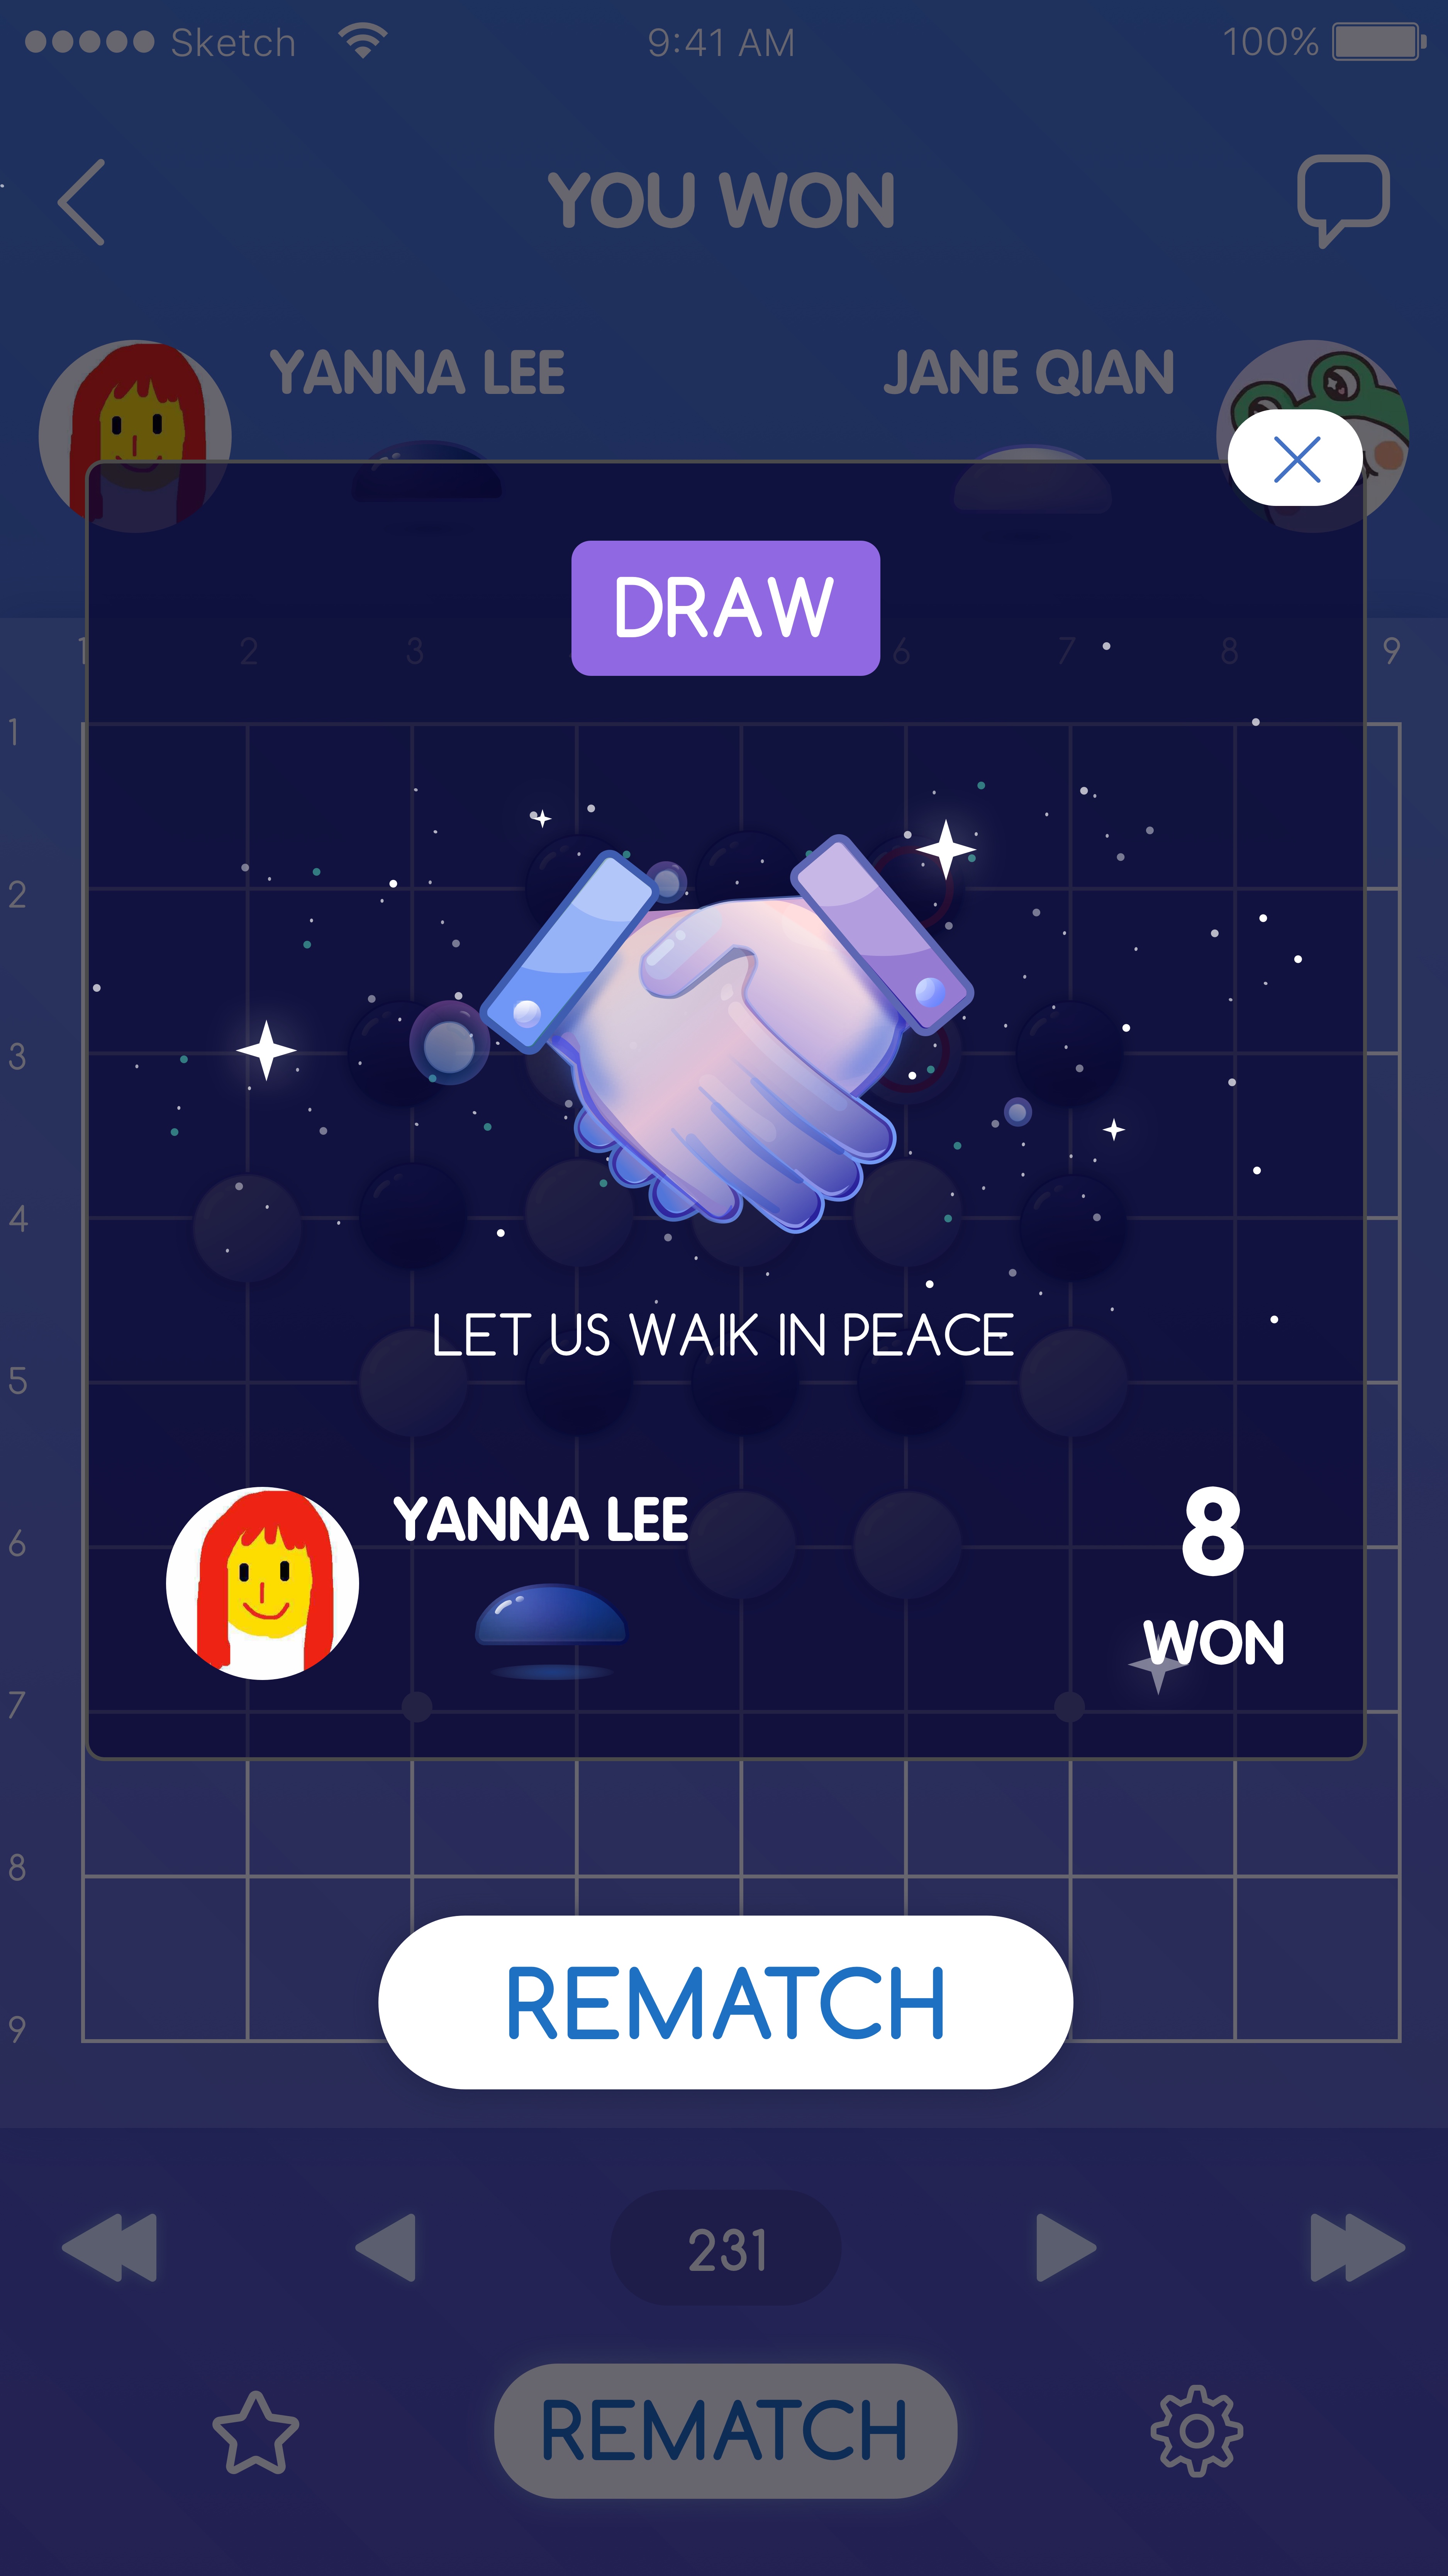 Sketch 9:41 AM 100%
YOU WON
YANNA LEE JANE QIAN
DRAW
1 2 3 6 7 8 9
1
2
3
4
LET US WAIK IN PEACE
5
YANNA LEE 8
6
WON
7
8
REMATCH
9
231
REMATCH